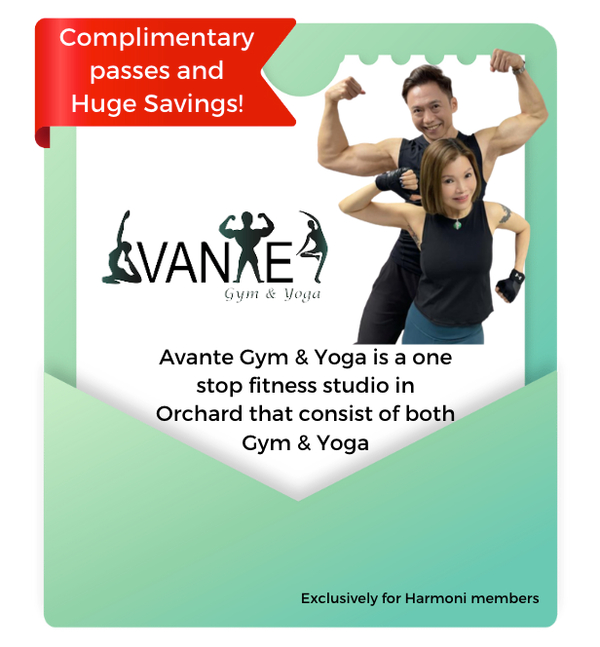 Complimentary
passes and
Huge Savings!
AVANTE
Gym & Yoga
Avante Gym & Yoga is a one
stop fitness studio in
Orchard that consist of both
Gym & Yoga
Exclusively for Harmoni members